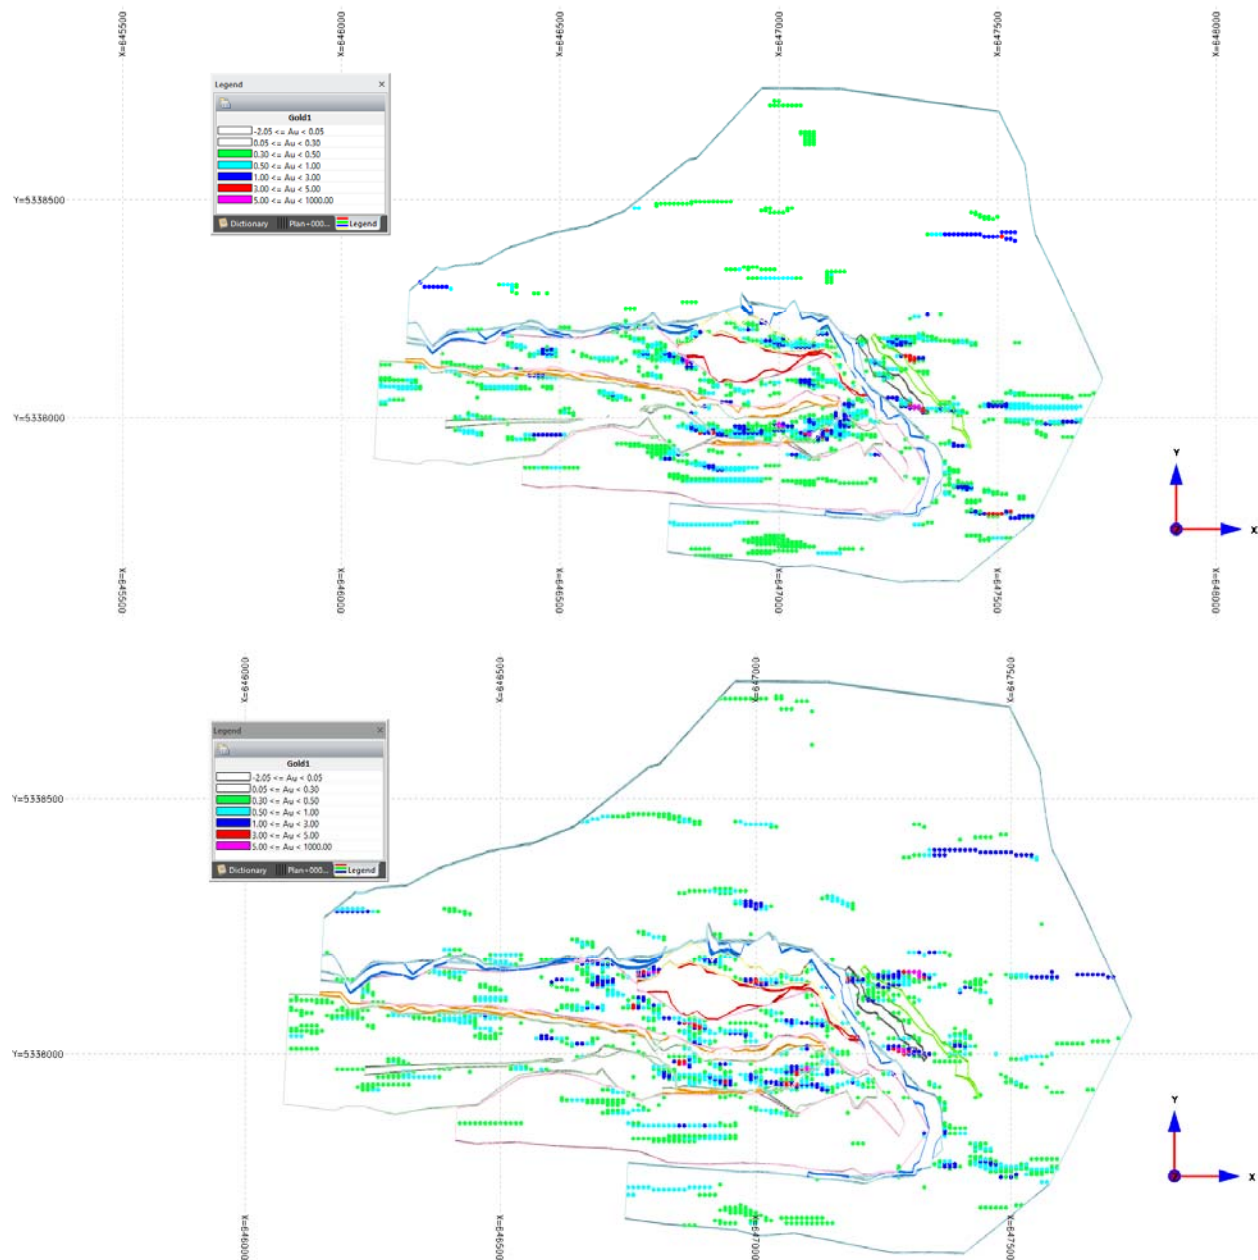 X=645500
X=646000
X=646500
X=647000
X=647500
X=648000
Legend
Gold1
-2.05 <= Au < 0.05
0.05 <= Au < 0.30
0.30 <= Au < 0.50
0.50 <= Au < 1.00
1.00 <= Au < 3.00
3.00 <= Au < 5.00
5.00 <= Au < 1000.00
Dictionary Plan-000... Legend
Y=5338500
Y=5338000
Y
X
X=645500
X=646000
X=646500
X=647000
X=647500
X=648000
X=646000
X=646500
X=647000
X=647500
Legend
Gold1
-2.05 <= Au < 0.05
0.05 <= Au < 0.30
0.30 <= Au < 0.50
0.50 <= Au < 1.00
1.00 <= Au < 3.00
3.00 <= Au < 5.00
5.00 <= Au < 1000.00
Dictionary Plan-000... Legend
Y=5338500
Y=5338000
Y
X
X=646000
X=646500
X=647000
X=647500